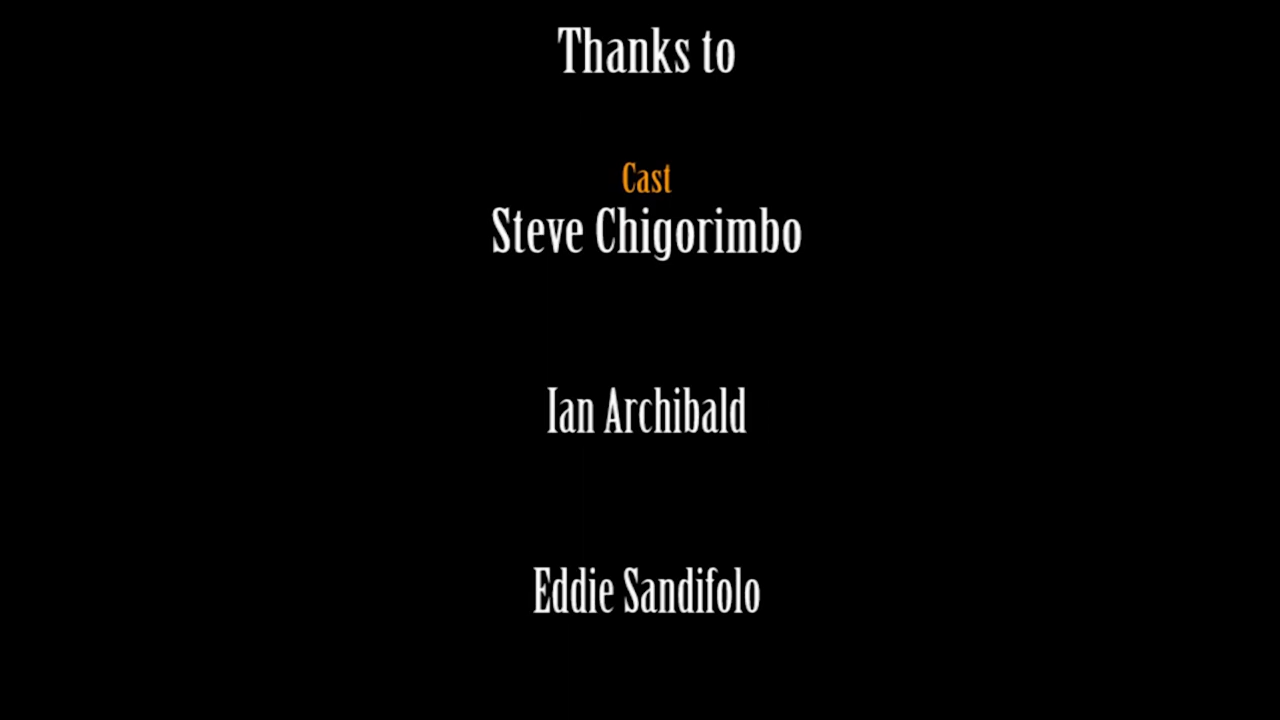 Thanks to
Cast
Steve Chigorimbo
Ian Archibald
Eddie Sandifolo